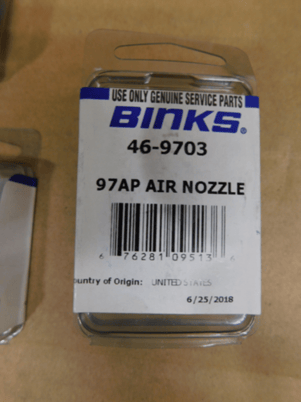 USE ONLY GENUINE SERVICE PARTS
BINKS®
46-9703
97AP AIR NOZZLE
6 76281 09513 6
untry of Origin: UNITED STATES
6/25/2018